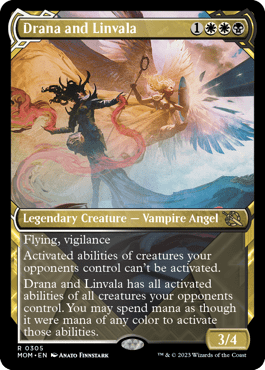 Drana and Linvala 1
Legendary Creature — Vampire Angel
Flying, vigilance
Activated abilities of creatures your
opponents control can't be activated.
Drana and Linvala has all activated
abilities of all creatures your opponents
control. You may spend mana as though
it were mana of any color to activate
those abilities.
3/4
R 0305
MOM • EN ANATO FINNSTARK
™ & © 2023 Wizards of the Coast